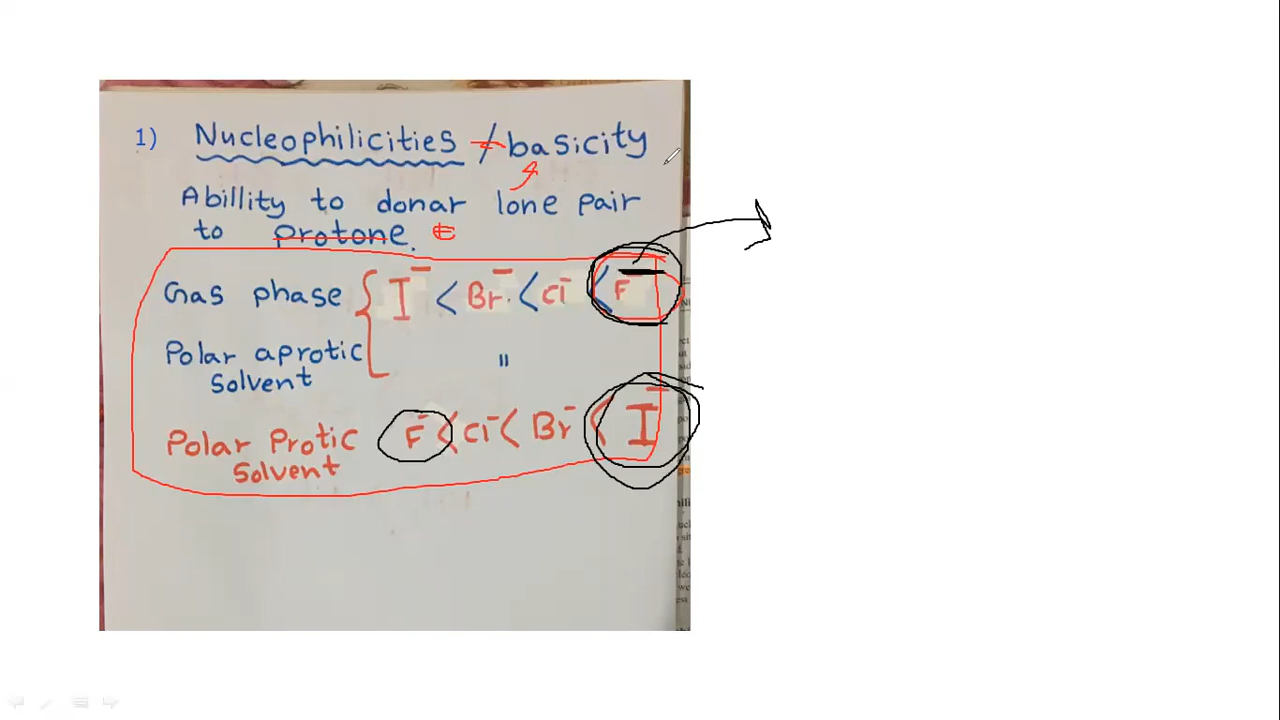 1) Nucleophilicities / basicity
Abillity to donar lone pair
to protone. E
Gas phase { I⁻ < Br⁻ < Cl⁻ < F⁻
Polar aprotic "
Solvent
Polar Protic F⁻ < Cl⁻ < Br⁻ < I⁻
Solvent